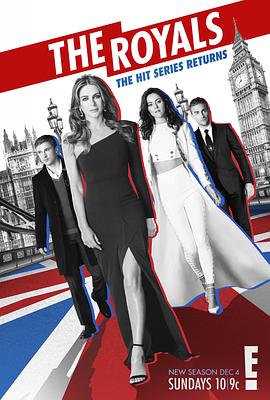 THE ROYALS
THE HIT SERIES RETURNS
E!
NEW SEASON DEC 4
SUNDAYS 10|9c